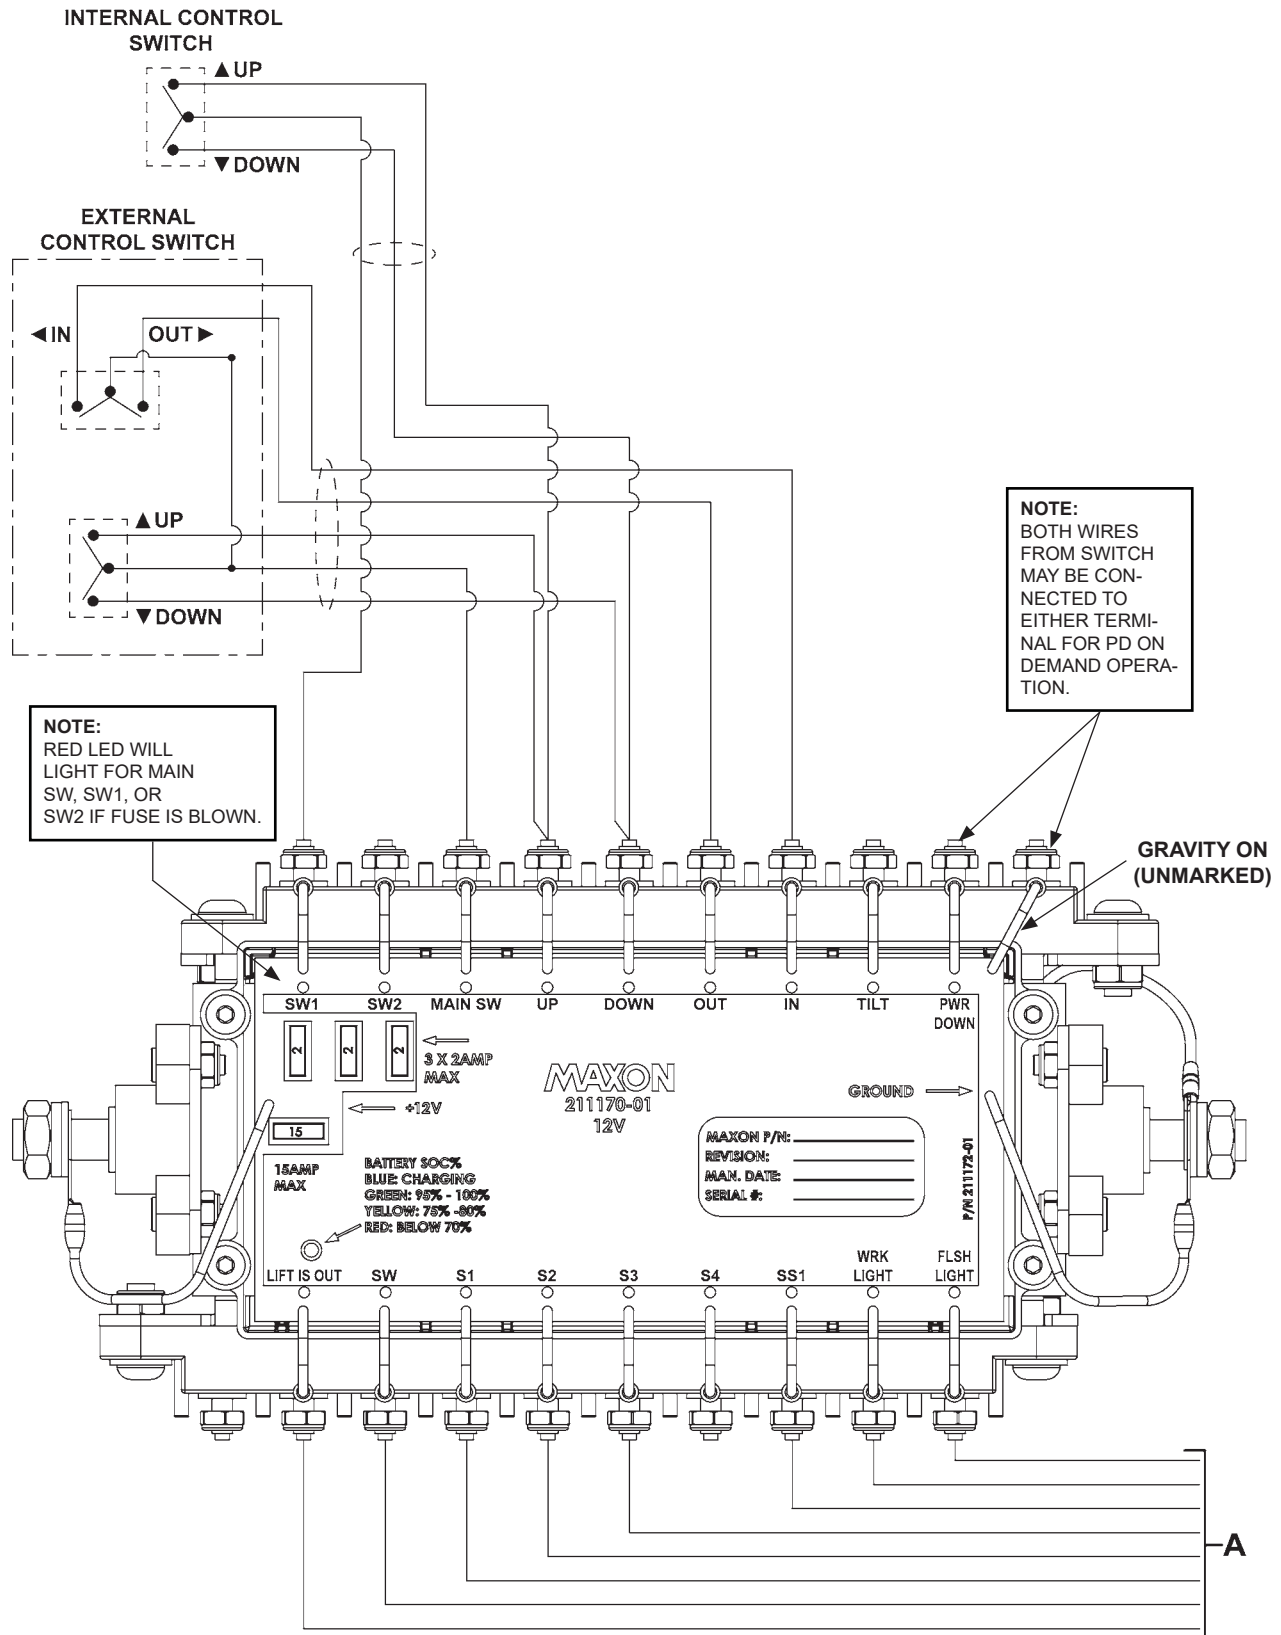 INTERNAL CONTROL
SWITCH
▲UP
▼DOWN
EXTERNAL
CONTROL SWITCH
◄IN
OUT►
▲UP
▼DOWN
NOTE:
BOTH WIRES
FROM SWITCH
MAY BE CON-
NECTED TO
EITHER TERMI-
NAL FOR PD ON
DEMAND OPERA-
TION.
NOTE:
RED LED WILL
LIGHT FOR MAIN
SW, SW1, OR
SW2 IF FUSE IS BLOWN.
GRAVITY ON
(UNMARKED)
SW1 SW2 MAIN SW UP DOWN OUT IN TILT PWR
DOWN
2 2 2
3 X 2AMP
MAX
+12V
15
15AMP
MAX
MAXON
211170-01
12V
GROUND
MAXON P/N:
REVISION:
MAN. DATE:
SERIAL #:
P/N 211172-01
BATTERY SOC%
BLUE: CHARGING
GREEN: 95% - 100%
YELLOW: 75% -80%
RED: BELOW 70%
WRK FLSH
LIFT IS OUT SW S1 S2 S3 S4 SS1 LIGHT LIGHT
A